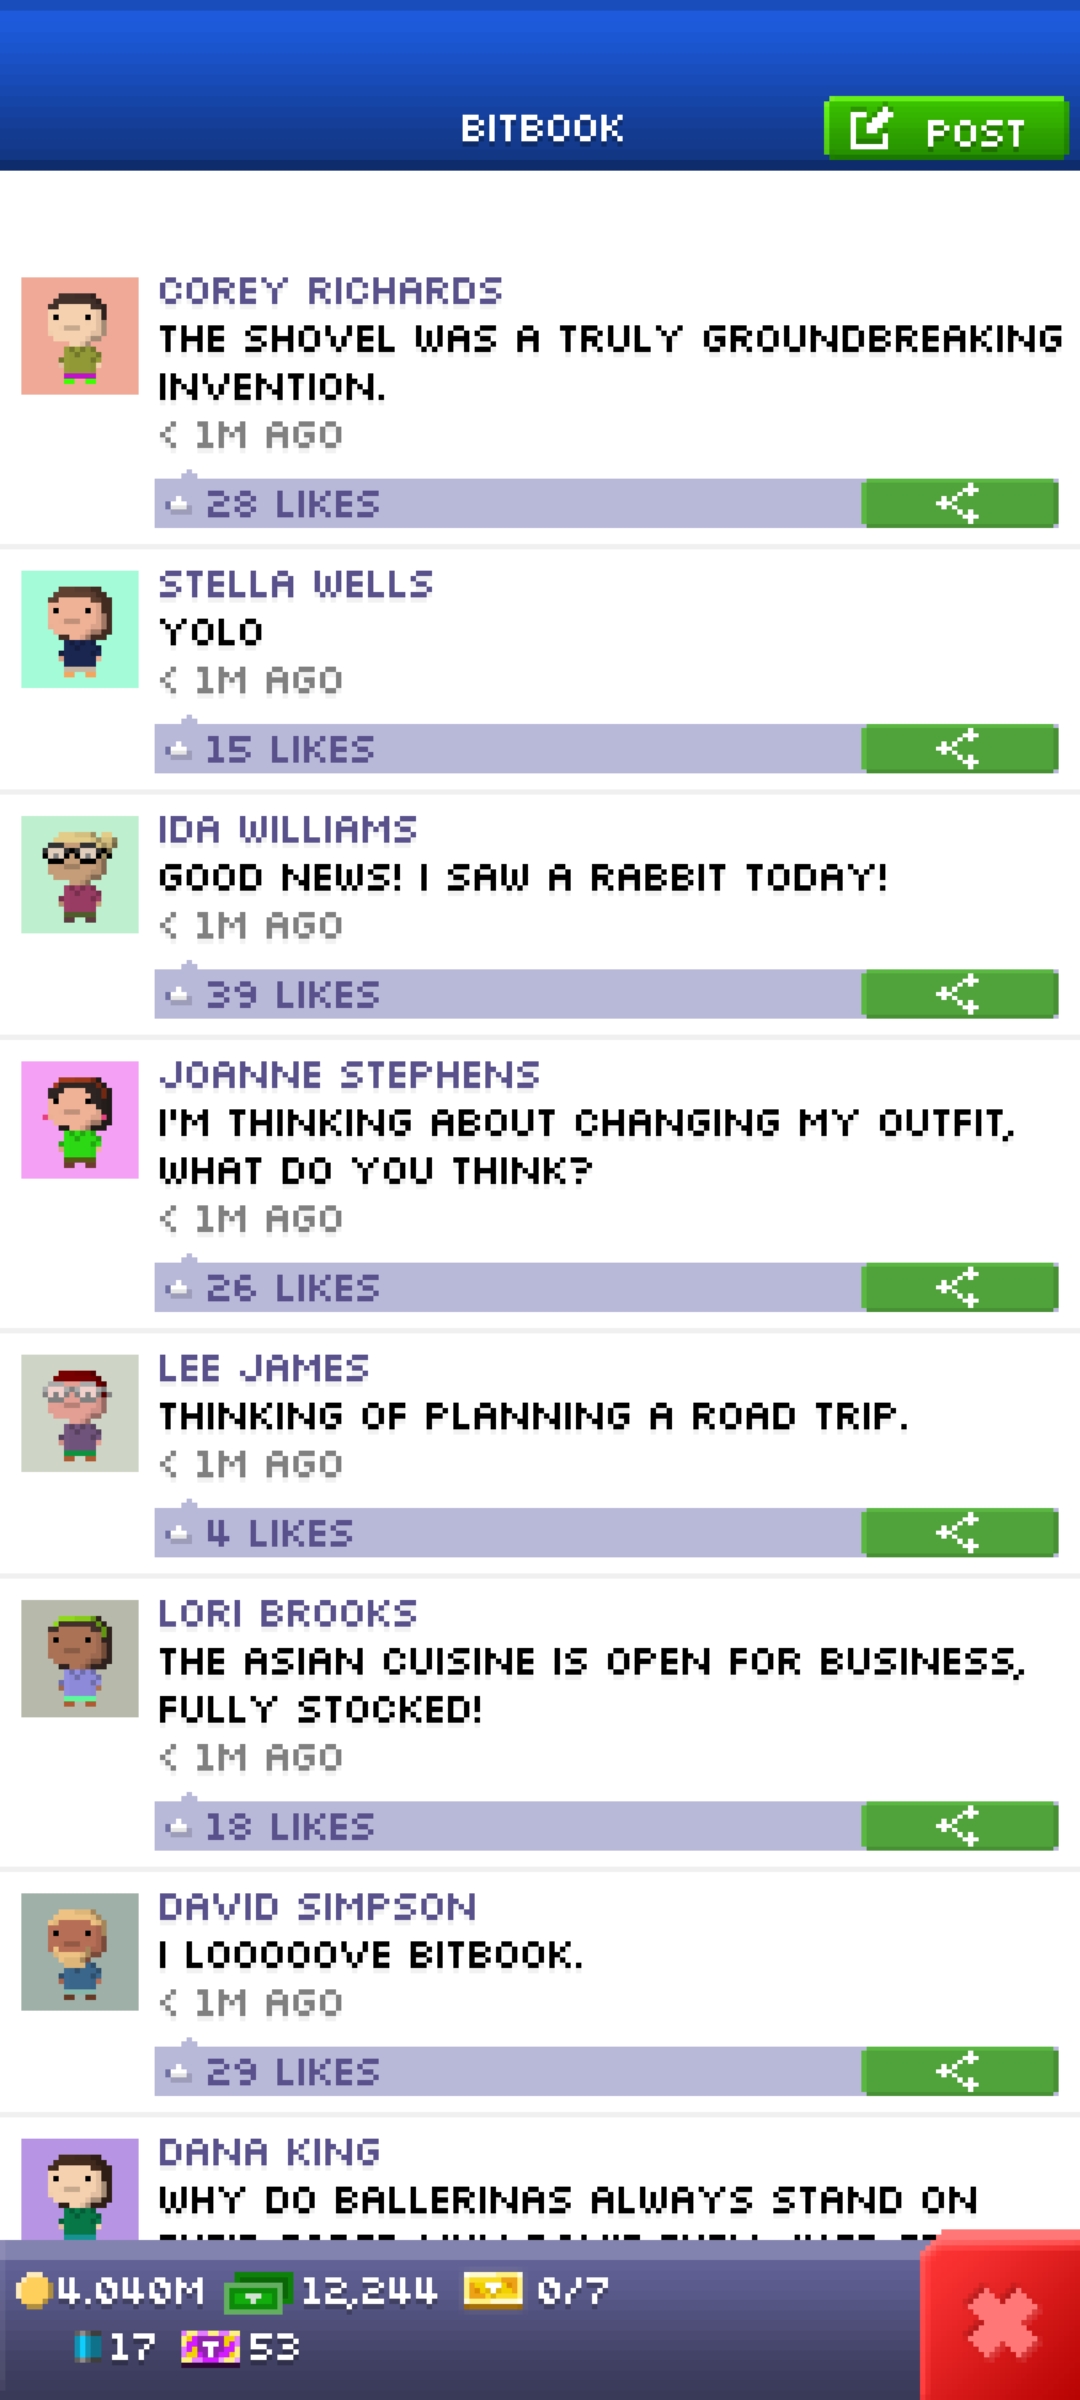 BITBOOK
POST
COREY RICHARDS
THE SHOVEL WAS A TRULY GROUNDBREAKING
INVENTION.
< 1M AGO
28 LIKES
STELLA WELLS
YOLO
< 1M AGO
15 LIKES
IDA WILLIAMS
GOOD NEWS! I SAW A RABBIT TODAY!
< 1M AGO
39 LIKES
JOANNE STEPHENS
I'M THINKING ABOUT CHANGING MY OUTFIT,
WHAT DO YOU THINK?
< 1M AGO
26 LIKES
LEE JAMES
THINKING OF PLANNING A ROAD TRIP.
< 1M AGO
4 LIKES
LORI BROOKS
THE ASIAN CUISINE IS OPEN FOR BUSINESS,
FULLY STOCKED!
< 1M AGO
18 LIKES
DAVID SIMPSON
I LOOOOOVE BITBOOK.
< 1M AGO
29 LIKES
DANA KING
WHY DO BALLERINAS ALWAYS STAND ON
4.040M 12,244 0/7
17 53